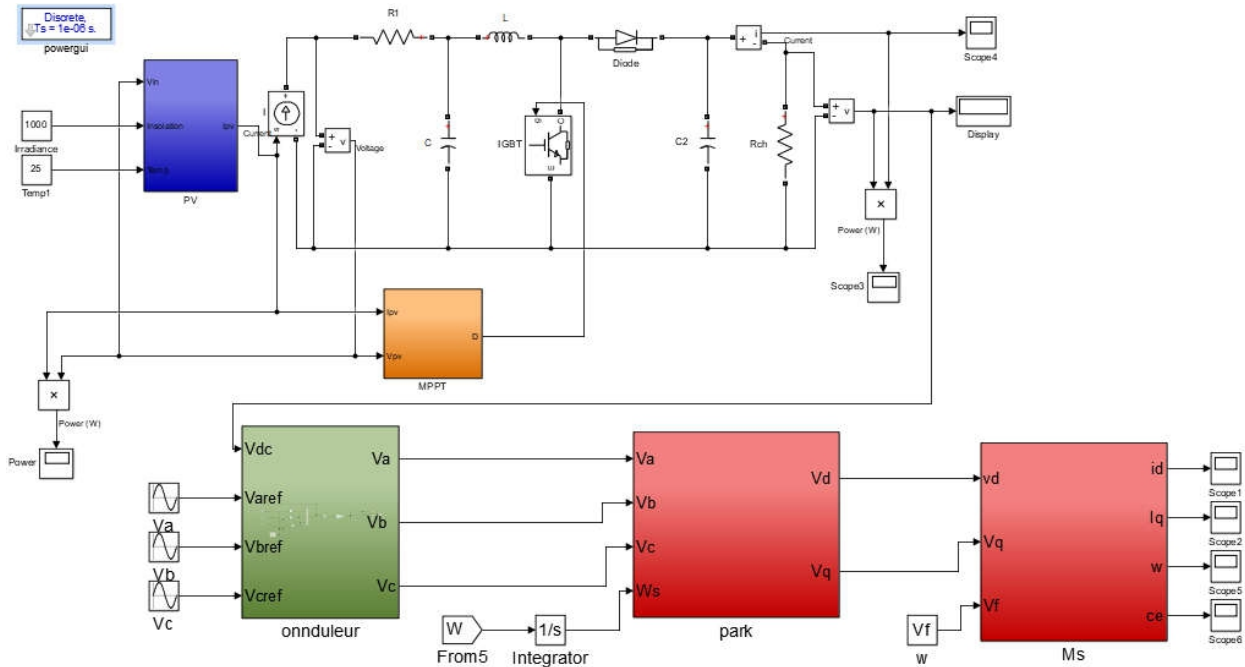 Discrete,
Ts = 1e-06 s.
powergui
Vin
Insolation
Ipv
PV
1000
Irradiance
25
Temp1
Current
I
s
+
-
R1
C
L
g
C
E
IGBT
Diode
C2
+
-
i
Current
Rch
+
-
v
+
-
v
Voltage
Scope4
Display
×
Power (W)
Scope3
Ipv
Vpv
D
MPPT
×
Power (W)
Power
Vdc
Varef
Vbref
Vcref
Va
Vb
Vc
onnduleur
Va
Vb
Vc
Va
Vb
Vc
Ws
Vd
Vq
park
W
From5
1/s
Integrator
vd
Vq
Vf
id
Iq
w
ce
Ms
Vf
w
Scope1
Scope2
Scope5
Scope6